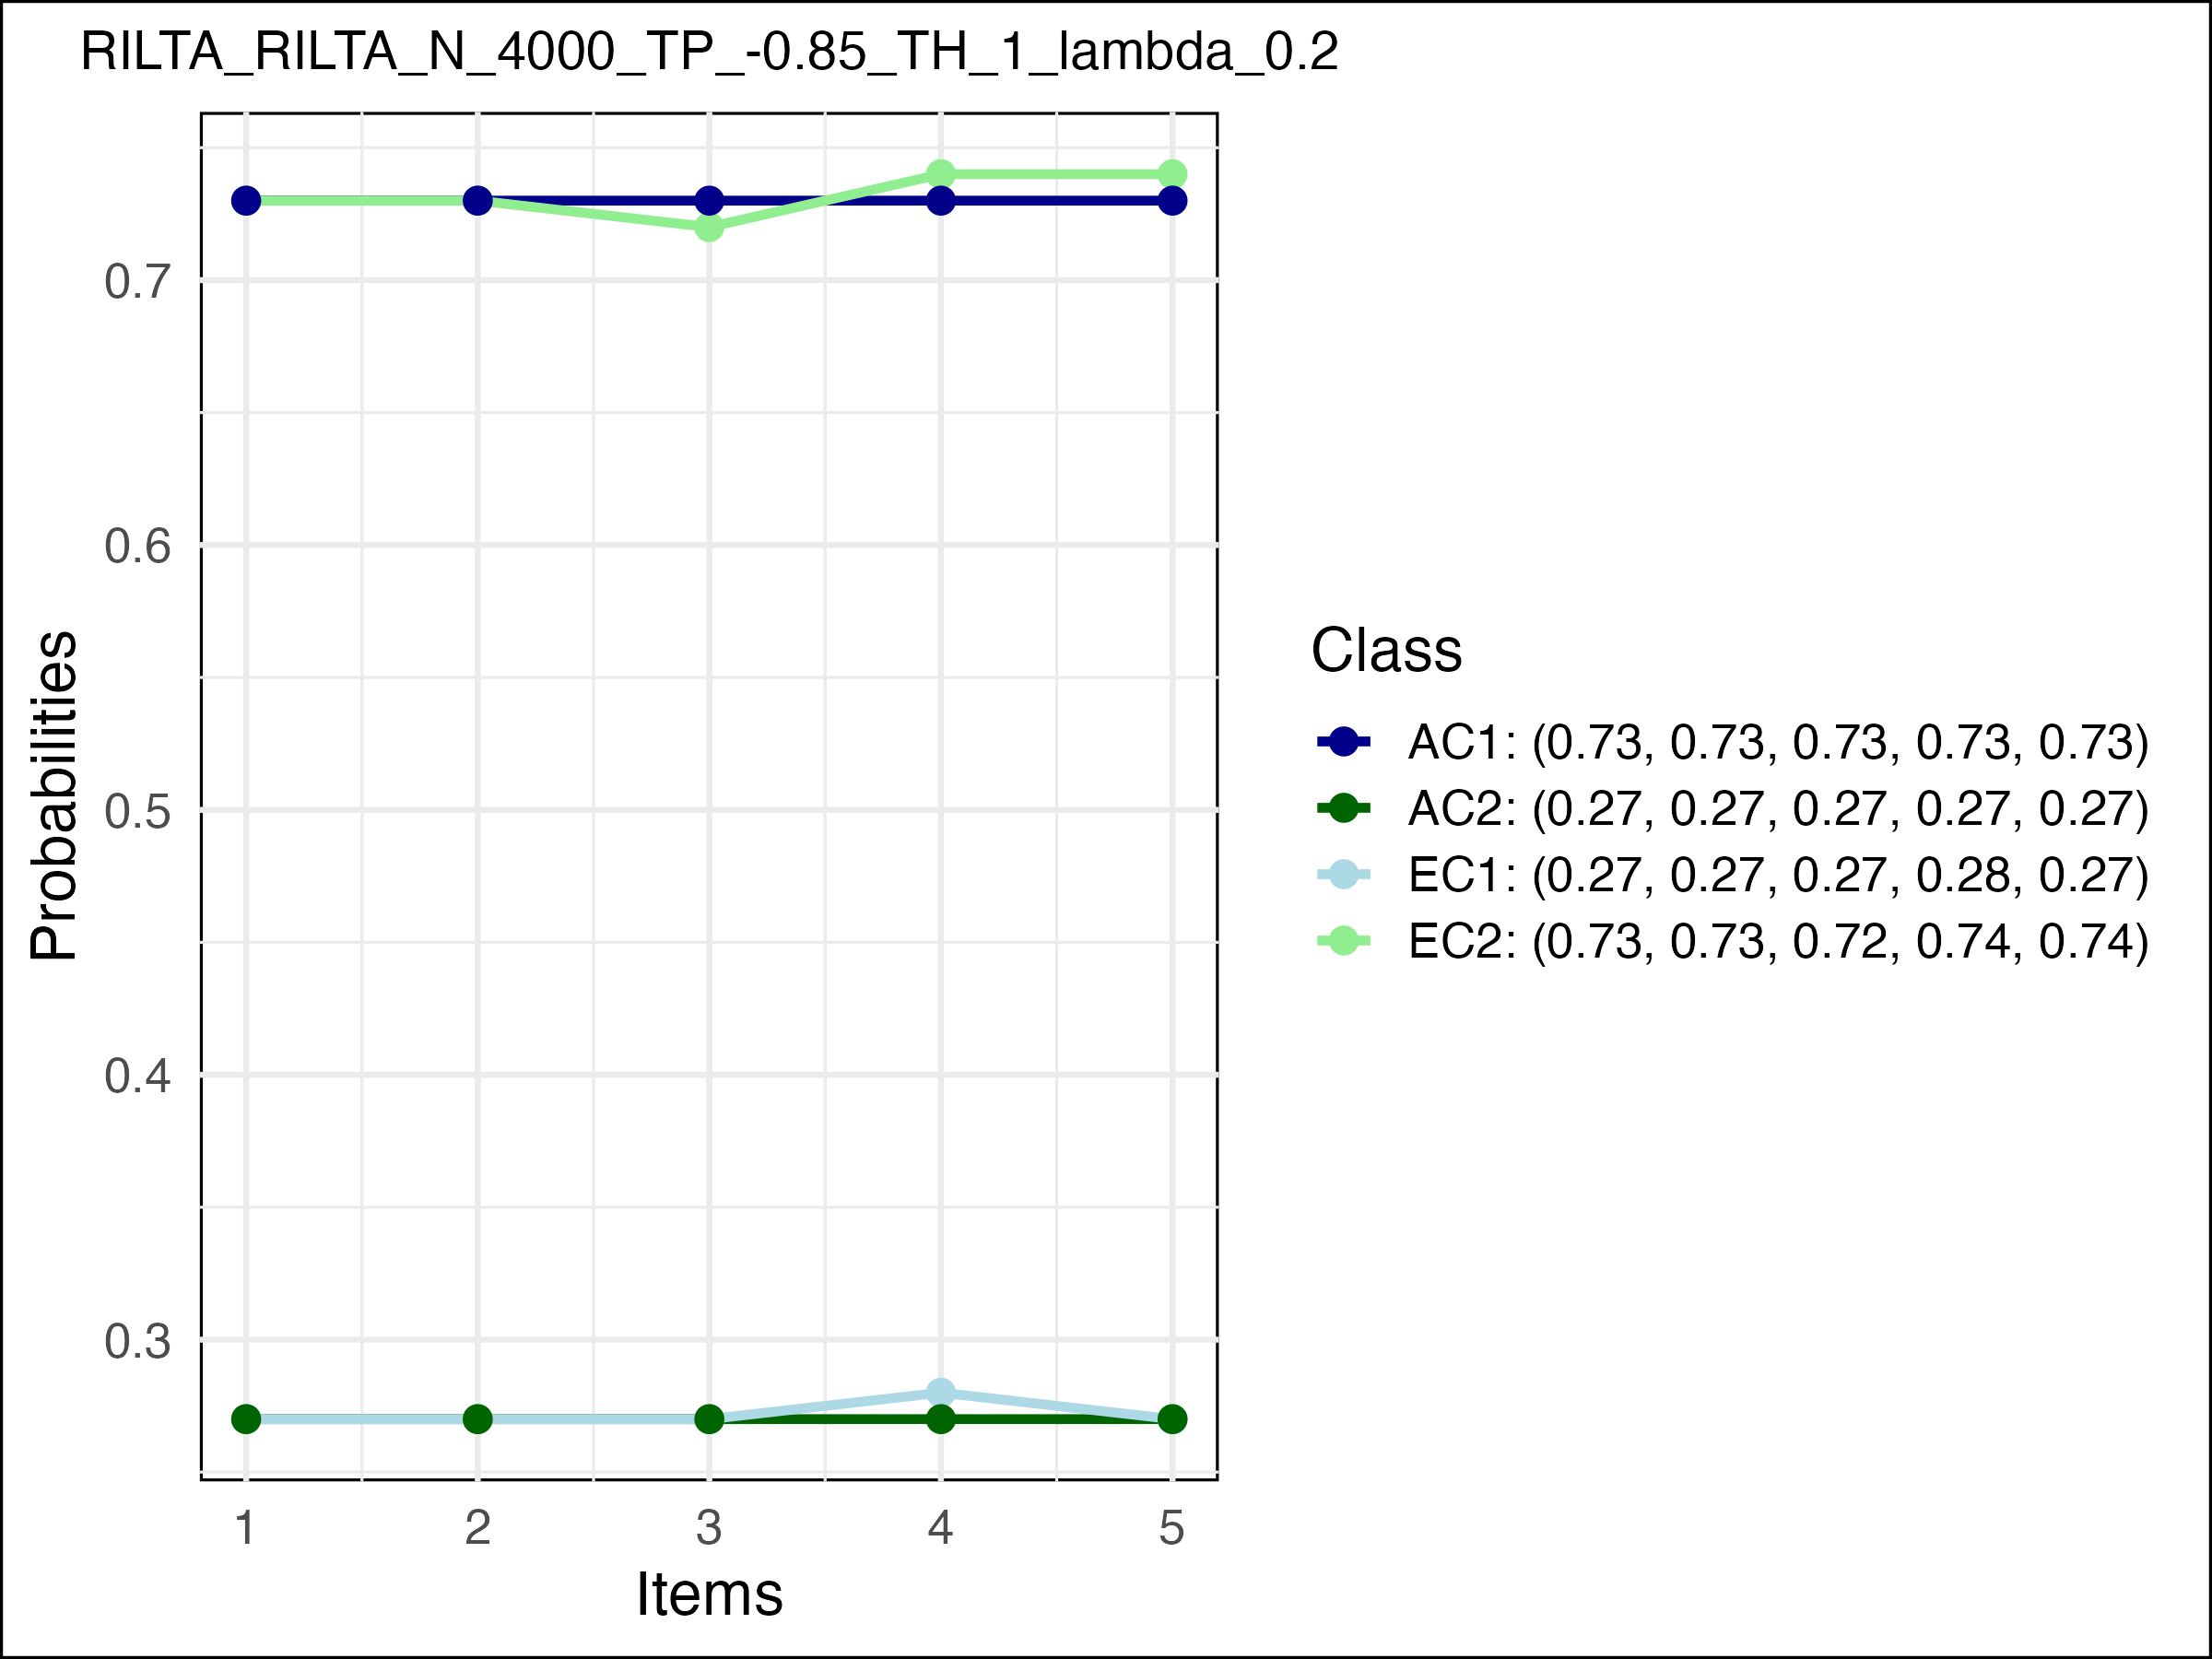 RILTA_RILTA_N_4000_TP_-0.85_TH_1_lambda_0.2
0.7
0.6
0.5
0.4
0.3
Probabilities
1 2 3 4 5
Items
Class
AC1: (0.73, 0.73, 0.73, 0.73, 0.73)
AC2: (0.27, 0.27, 0.27, 0.27, 0.27)
EC1: (0.27, 0.27, 0.27, 0.28, 0.27)
EC2: (0.73, 0.73, 0.72, 0.74, 0.74)